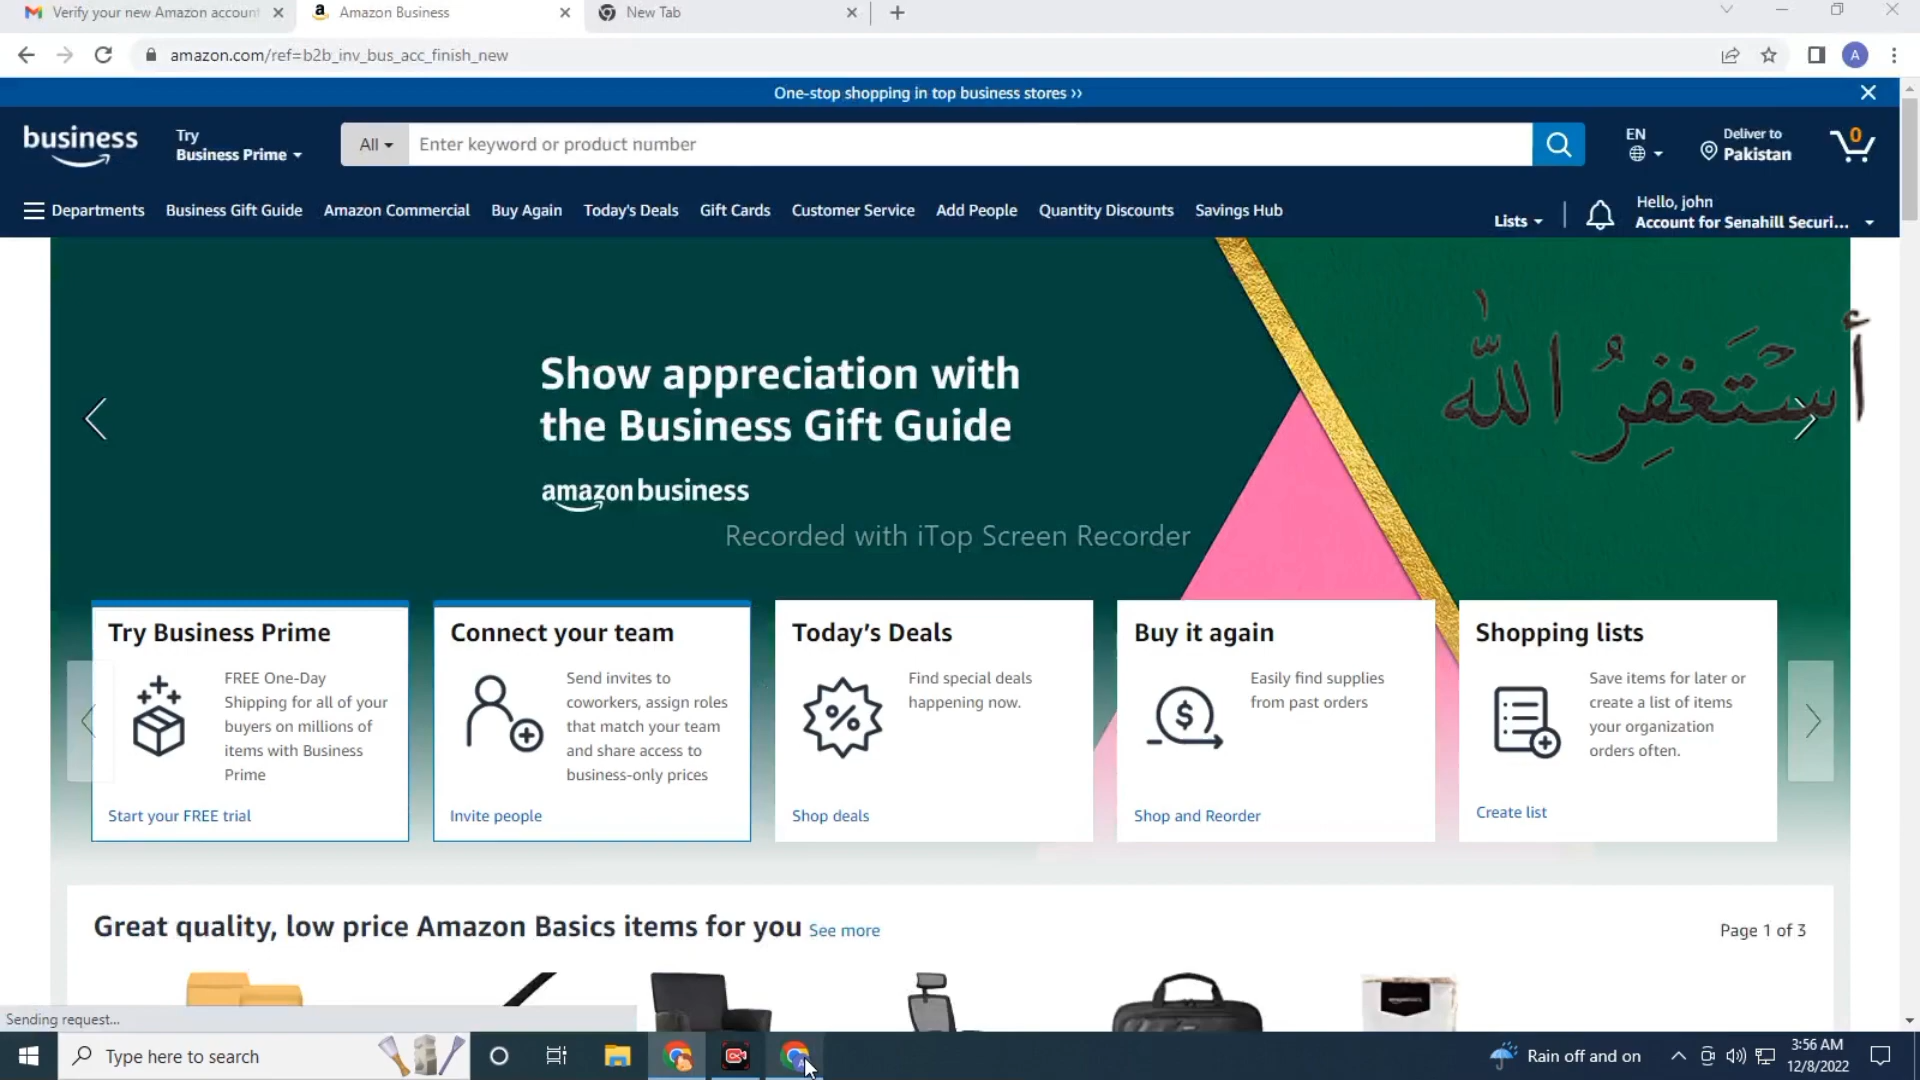 Verify your new Amazon account
Amazon Business
New Tab
amazon.com/ref=b2b_inv_bus_acc_finish_new
A
One-stop shopping in top business stores ››
business
Try
Business Prime
All
Enter keyword or product number
EN
Deliver to
Pakistan
0
Departments
Business Gift Guide
Amazon Commercial
Buy Again
Today's Deals
Gift Cards
Customer Service
Add People
Quantity Discounts
Savings Hub
Lists
Hello, john
Account for Senahill Securi...
Show appreciation with
the Business Gift Guide
amazon business
أَسْتَغْفِرُ اللّٰه
Recorded with iTop Screen Recorder
Try Business Prime
FREE One-Day
Shipping for all of your
buyers on millions of
items with Business
Prime
Start your FREE trial
Connect your team
Send invites to
coworkers, assign roles
that match your team
and share access to
business-only prices
Invite people
Today's Deals
Find special deals
happening now.
Shop deals
Buy it again
Easily find supplies
from past orders
Shop and Reorder
Shopping lists
Save items for later or
create a list of items
your organization
orders often.
Create list
Great quality, low price Amazon Basics items for you See more
Page 1 of 3
Sending request...
Type here to search
Rain off and on
3:56 AM
12/8/2022